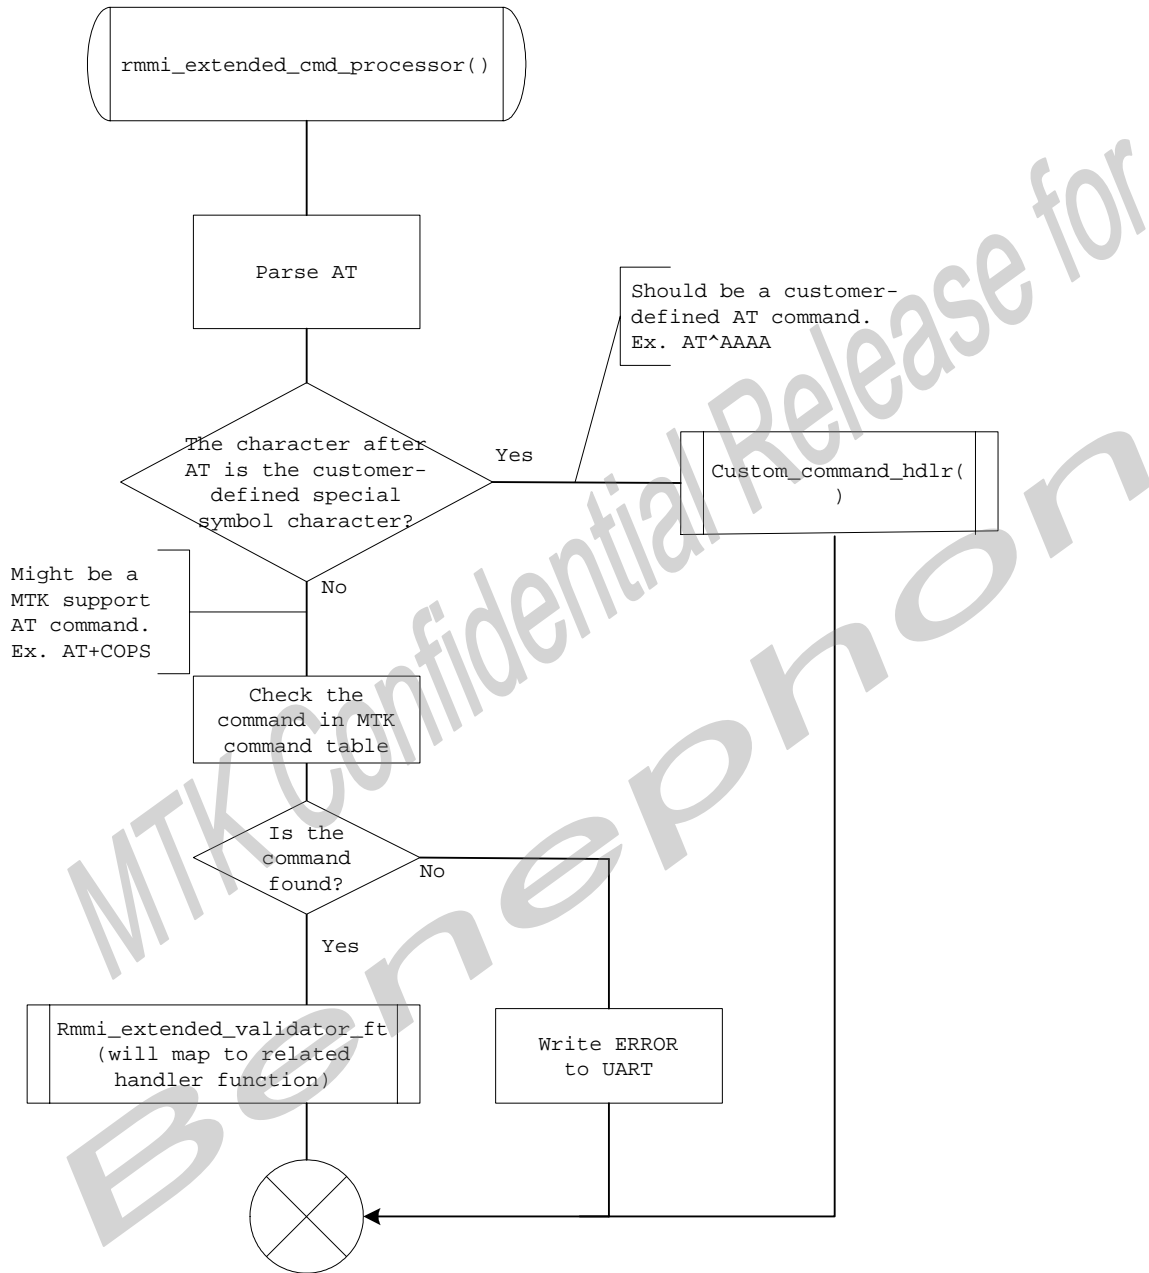 rmmi_extended_cmd_processor()
Parse AT
Should be a customer-
defined AT command.
Ex. AT^AAAA
The character after
AT is the customer-
defined special
symbol character?
Yes
Custom_command_hdlr(
)
No
Might be a
MTK support
AT command.
Ex. AT+COPS
Check the
command in MTK
command table
Is the
command
found?
No
Yes
Rmmi_extended_validator_ft
(will map to related
handler function)
Write ERROR
to UART
MTK Confidential Release for
Benephon